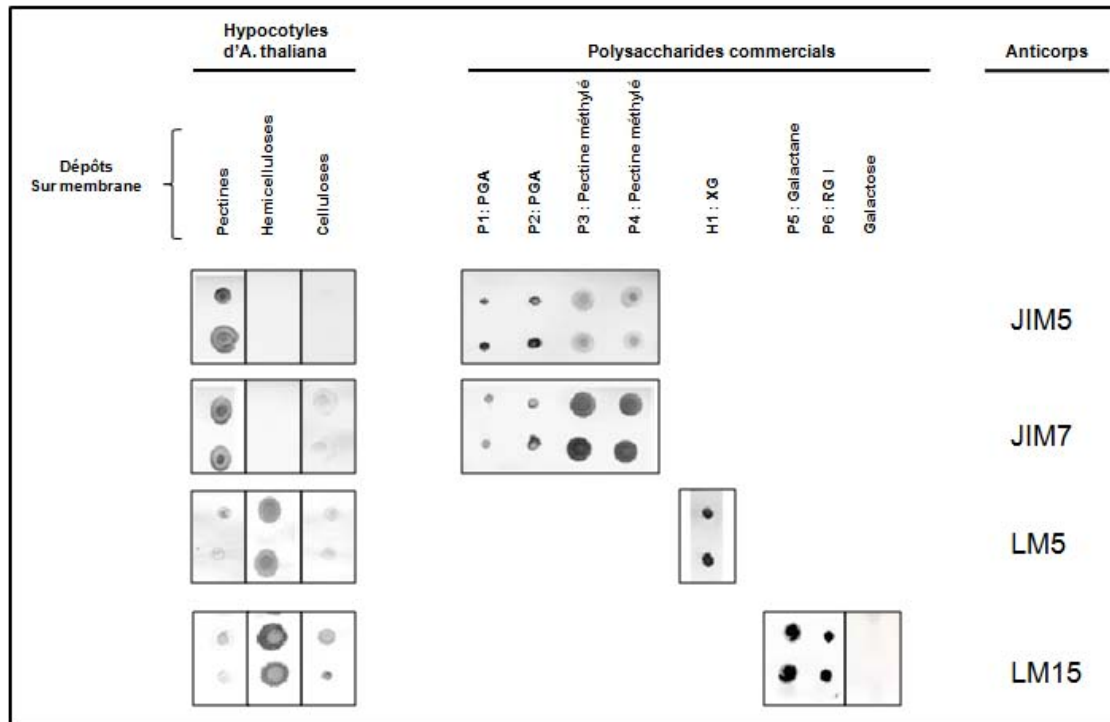 Hypocotyles
d'A. thaliana
Polysaccharides commercials
Anticorps
Dépôts
Sur membrane
Pectines
Hemicelluloses
Celluloses
P1: PGA
P2: PGA
P3 : Pectine méthylé
P4 : Pectine méthylé
H1 : XG
P5 : Galactane
P6 : RG I
Galactose
JIM5
JIM7
LM5
LM15